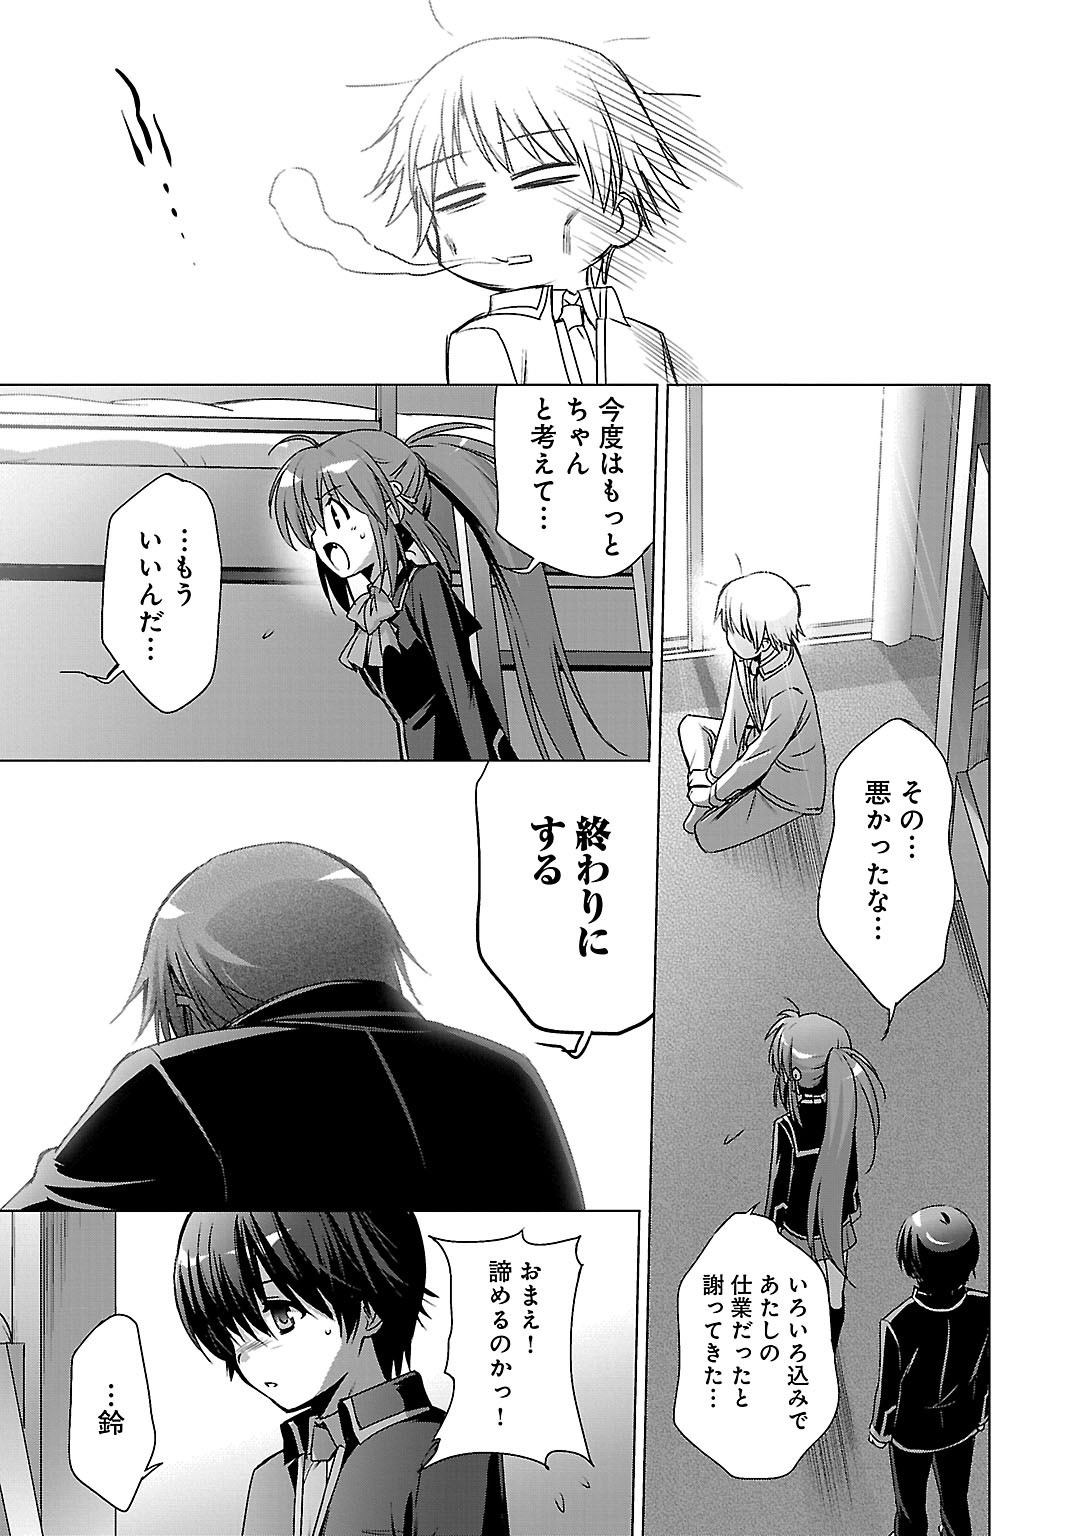 その…
悪かったな…
いろいろ込みで
あたしの
仕業だったと
謝ってきた…
今度はもっと
ちゃん
と考えて…
…もう
いいんだ…
終わりに
する
おまえ！
諦めるのかっ！
…鈴